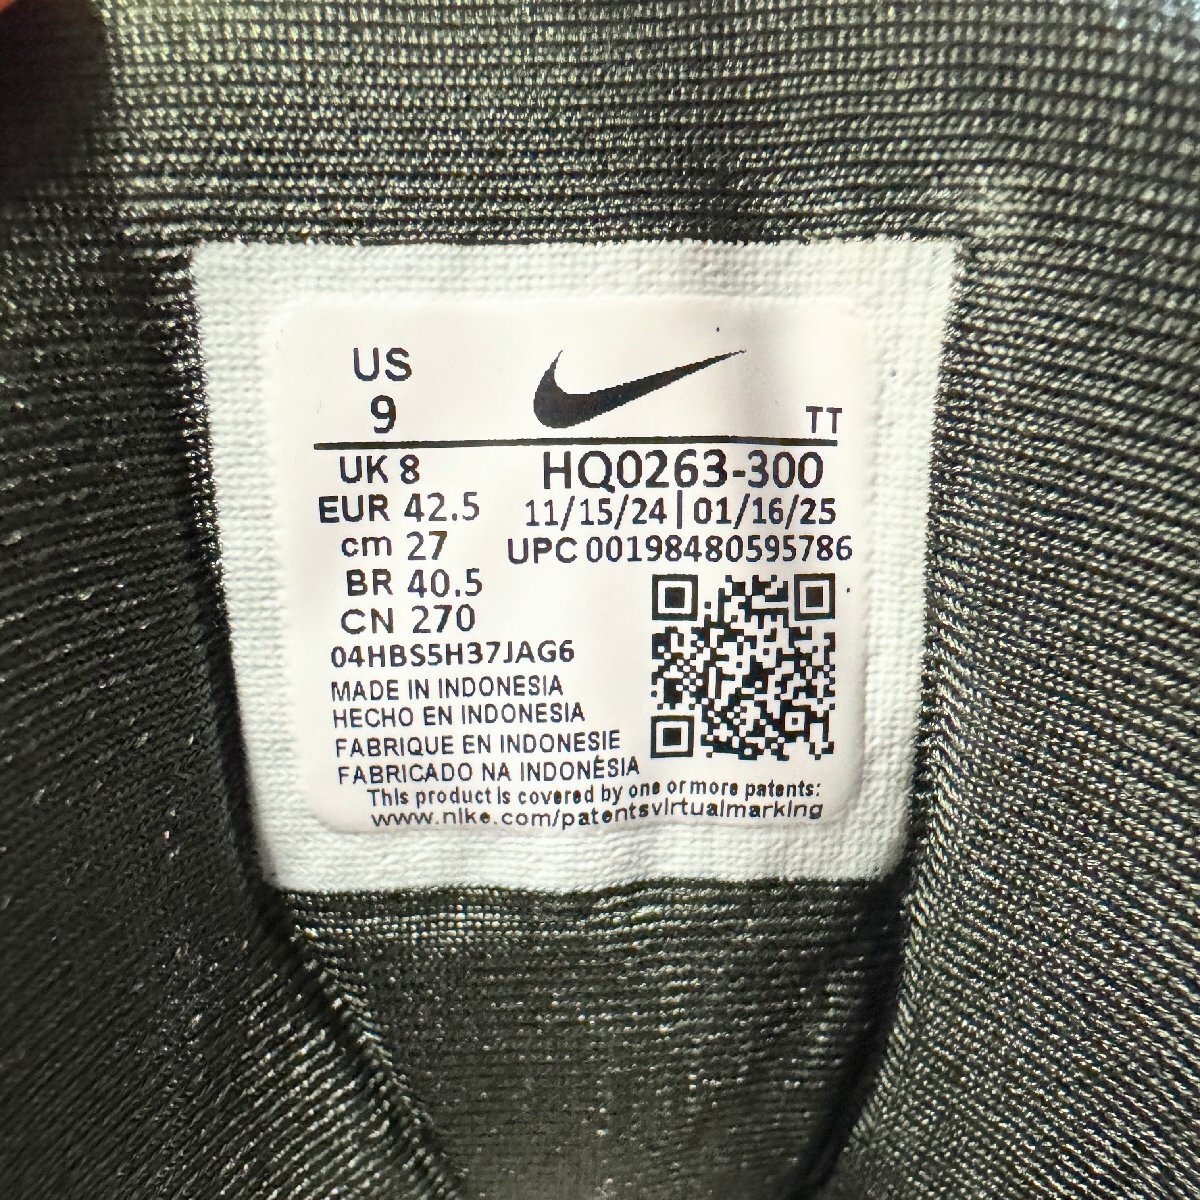 US
9
TT
UK 8
HQ0263-300
EUR 42.5
11/15/24 | 01/16/25
cm 27
UPC 00198480595786
BR 40.5
CN 270
04HBS5H37JAG6
MADE IN INDONESIA
HECHO EN INDONESIA
FABRIQUE EN INDONESIE
FABRICADO NA INDONÉSIA
This product is covered by one or more patents:
www.nike.com/patentsvirtualmarking